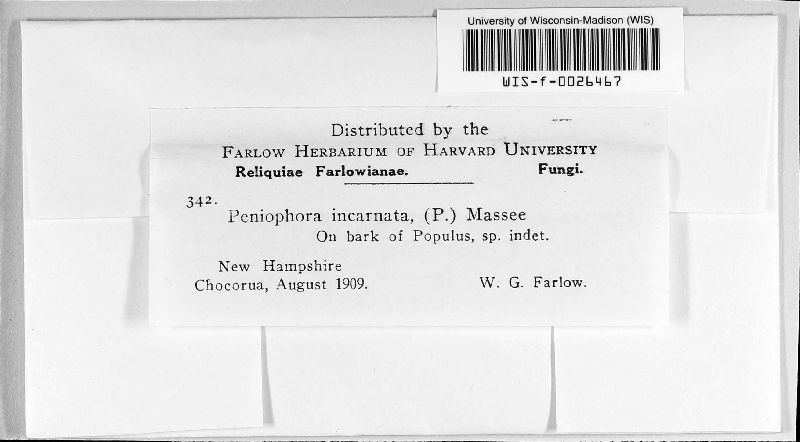 University of Wisconsin-Madison (WIS)
WIS-f-0026467
Distributed by the
FARLOW HERBARIUM OF HARVARD UNIVERSITY
Reliquiae Farlowianae. Fungi.
342.
Peniophora incarnata, (P.) Massee
On bark of Populus, sp. indet.
New Hampshire
Chocorua, August 1909. W. G. Farlow.